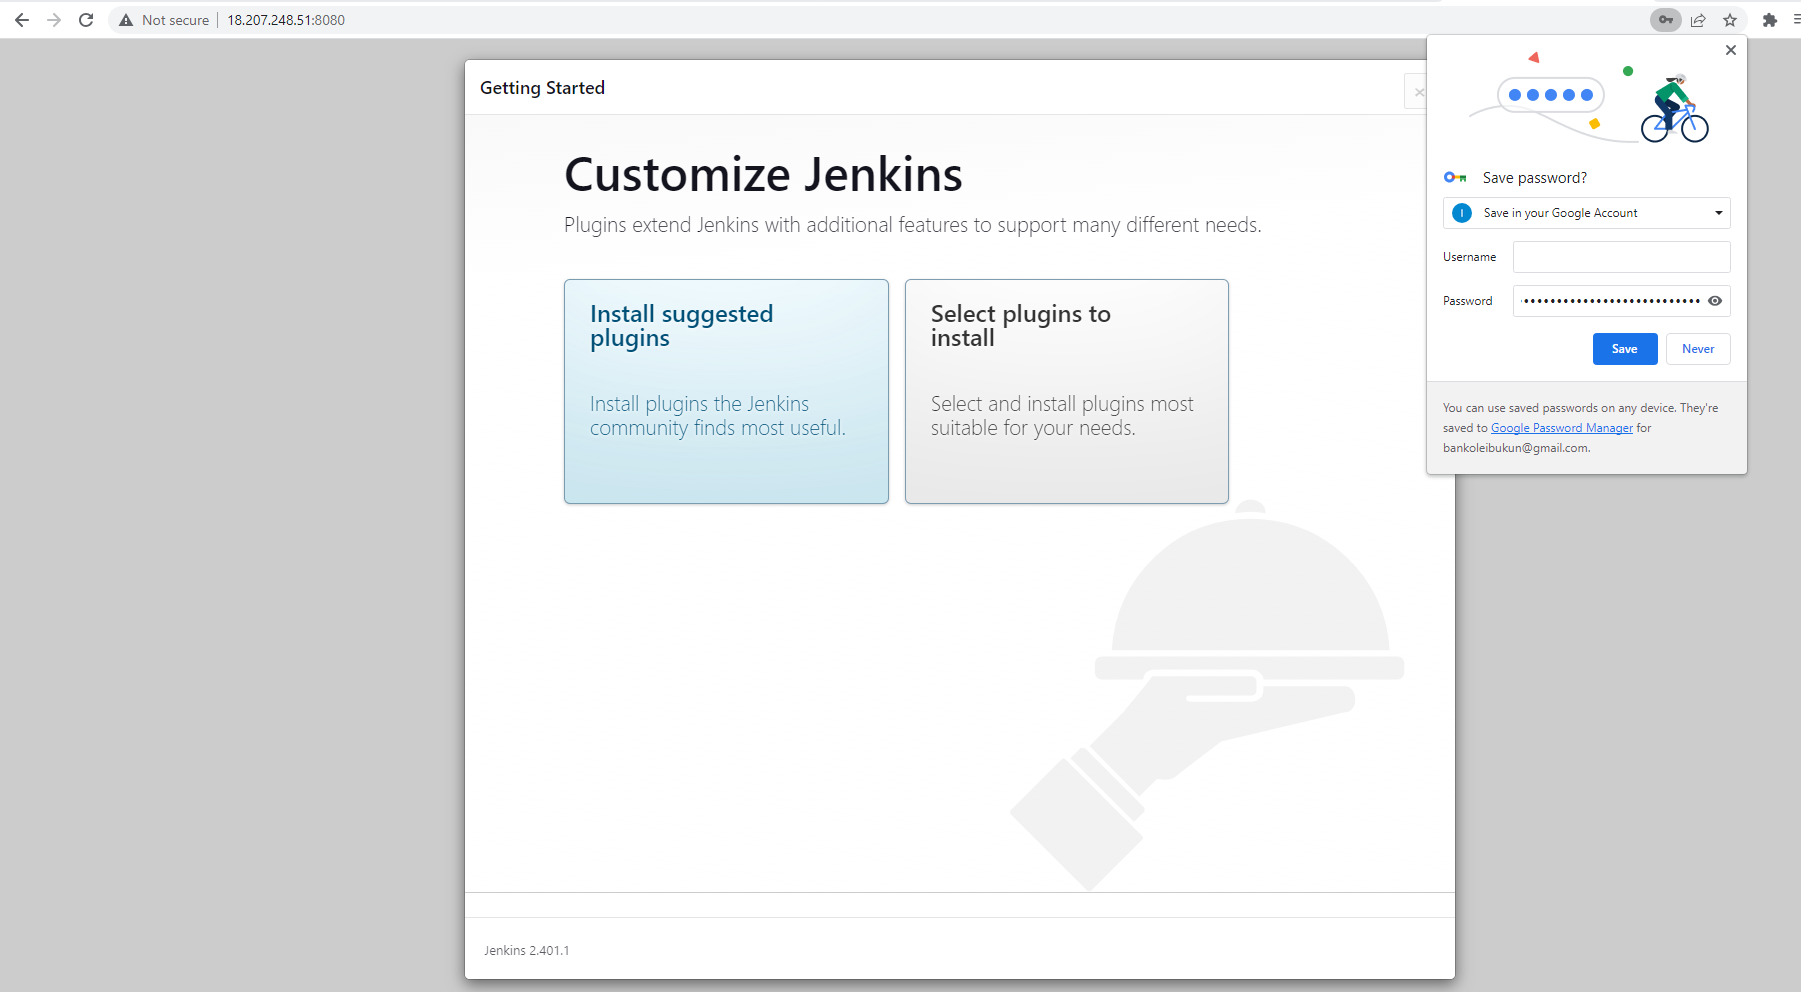 Not secure | 18.207.248.51:8080
Getting Started
×
Customize Jenkins
Plugins extend Jenkins with additional features to support many different needs.
Install suggested
plugins
Install plugins the Jenkins
community finds most useful.
Select plugins to
install
Select and install plugins most
suitable for your needs.
Jenkins 2.401.1
Save password?
I
Save in your Google Account
Username
Password
Save
Never
You can use saved passwords on any device. They're
saved to Google Password Manager for
bankoleibukun@gmail.com.